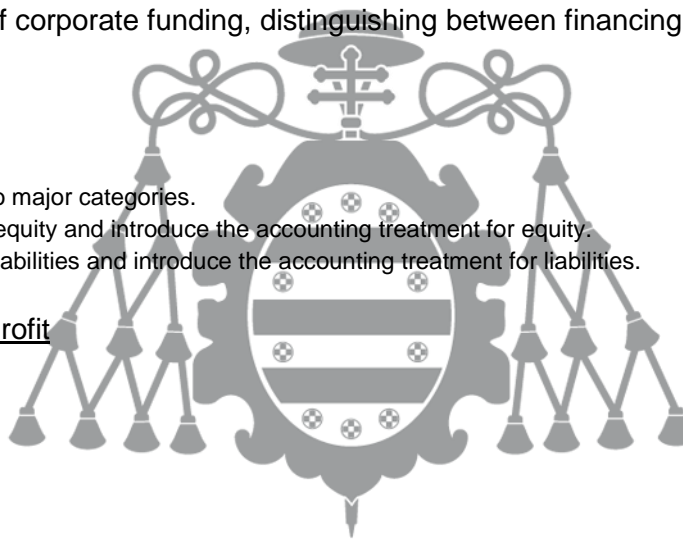 f corporate funding, distinguishing between financing
o major categories.
equity and introduce the accounting treatment for equity.
abilities and introduce the accounting treatment for liabilities.
rofit